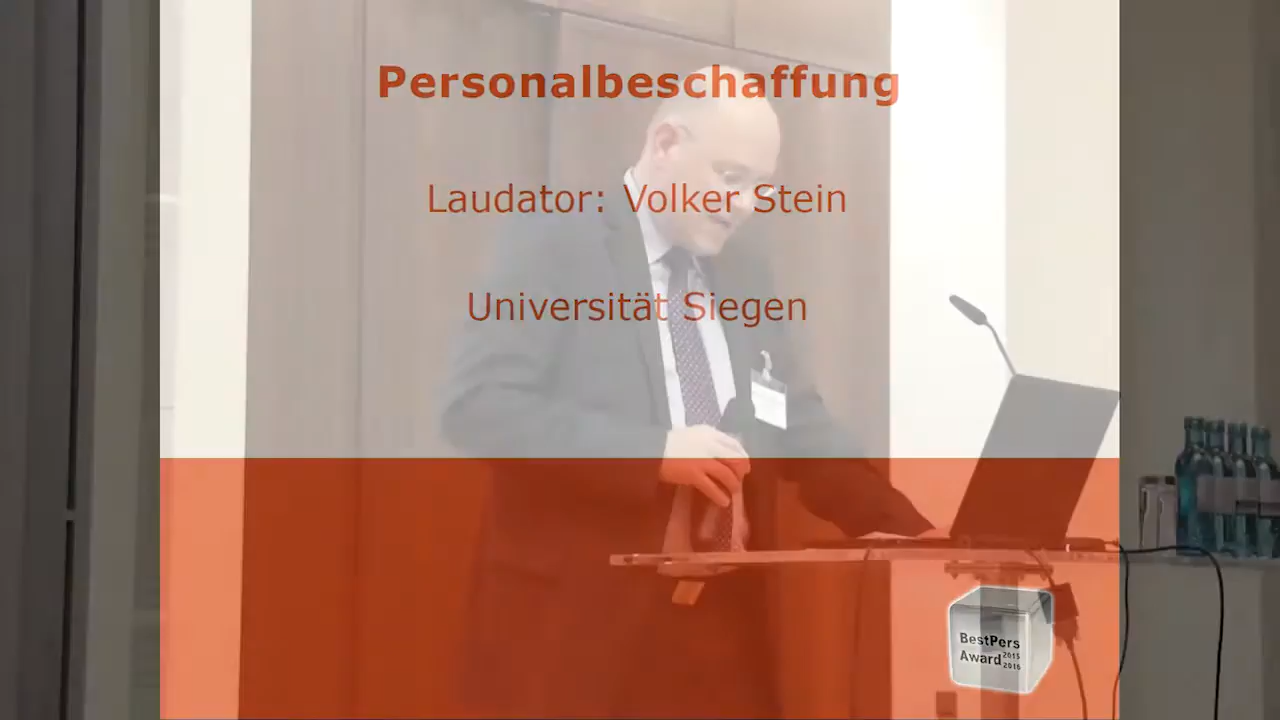 Personalbeschaffung
Laudator: Volker Stein
Universität Siegen
BestPers
Award 2015
2016